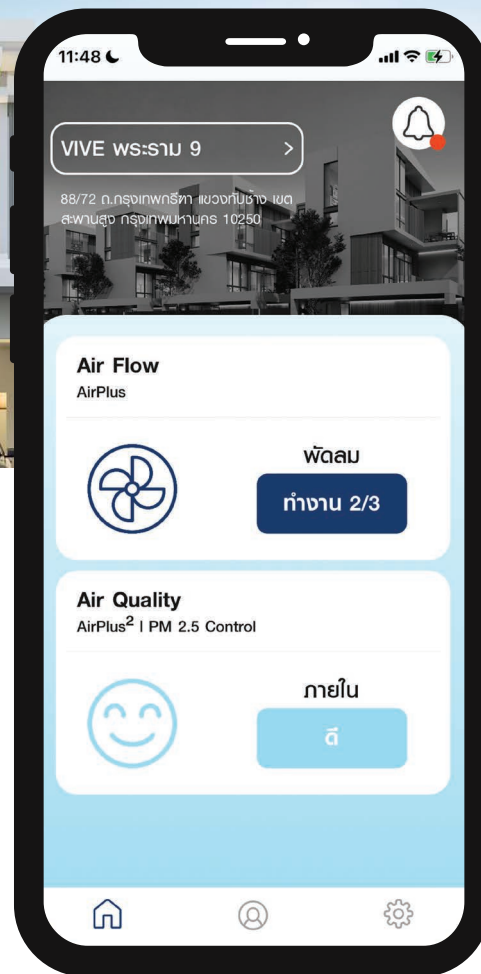 11:48
VIVE พระราม 9 >
88/72 ถ.กรุงเทพกรีฑา แขวงทับช้าง เขต
สะพานสูง กรุงเทพมหานคร 10250
Air Flow
AirPlus
พัดลม
ทำงาน 2/3
Air Quality
AirPlus² | PM 2.5 Control
ภายใน
ดี